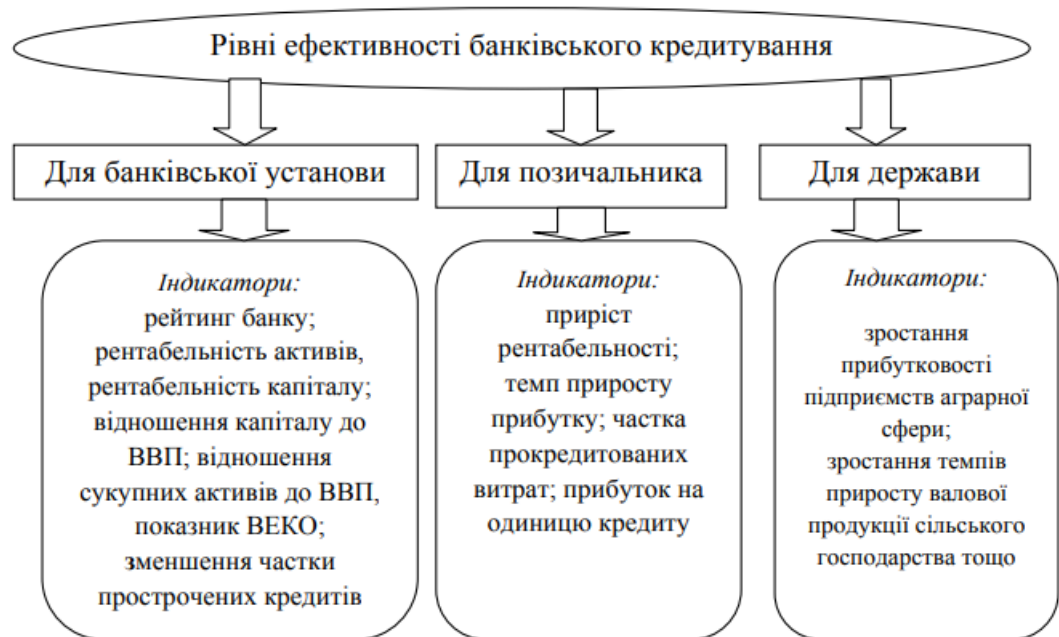 Рівні ефективності банківського кредитування
Для банківської установи
Для позичальника
Для держави
Індикатори:
рейтинг банку;
рентабельність активів,
рентабельність капіталу;
відношення капіталу до
ВВП; відношення
сукупних активів до ВВП,
показник ВЕКО;
зменшення частки
прострочених кредитів
Індикатори:
приріст
рентабельності;
темп приросту
прибутку; частка
прокредитованих
витрат; прибуток на
одиницю кредиту
Індикатори:
зростання
прибутковості
підприємств аграрної
сфери;
зростання темпів
приросту валової
продукції сільського
господарства тощо